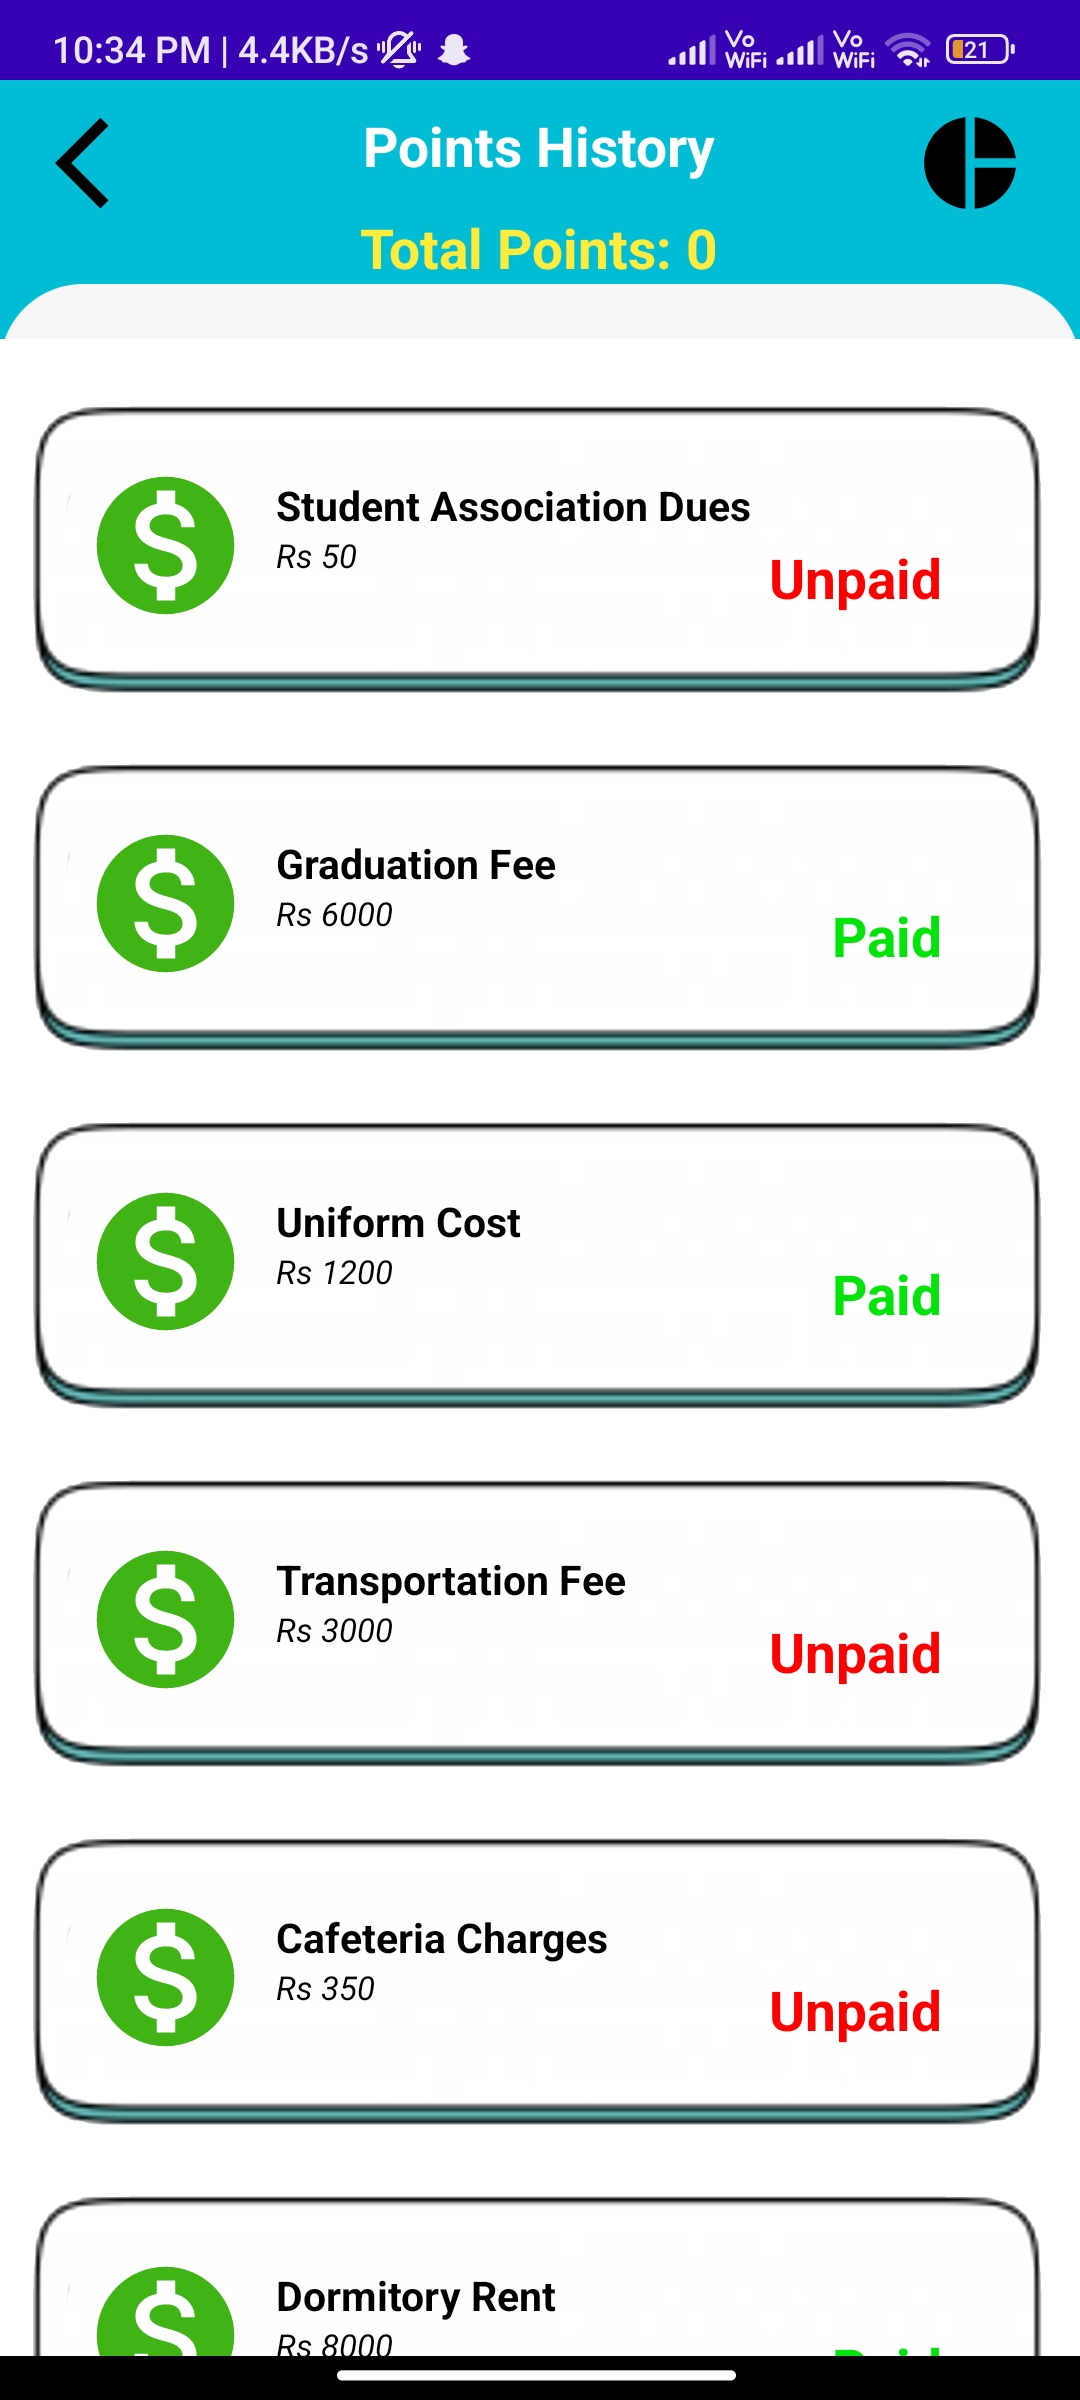 10:34 PM | 4.4KB/s Vo WiFi Vo WiFi 21
Points History
Total Points: 0
Student Association Dues
Rs 50
Unpaid
Graduation Fee
Rs 6000
Paid
Uniform Cost
Rs 1200
Paid
Transportation Fee
Rs 3000
Unpaid
Cafeteria Charges
Rs 350
Unpaid
Dormitory Rent
Rs 8000
Paid